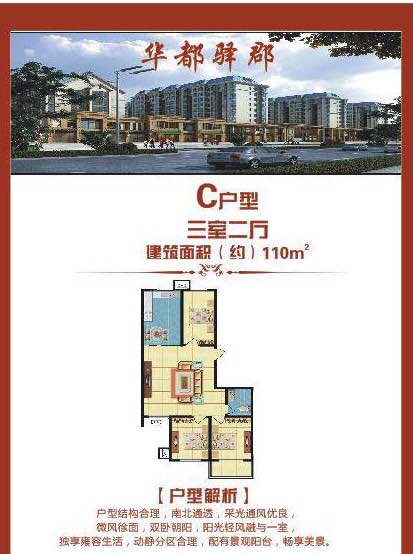 华都驿郡
C户型
三室二厅
建筑面积（约）110m²
【户型解析】
户型结构合理，南北通透，采光通风优良，
微风徐面，双卧朝阳，阳光轻风融与一室，
独享雍容生活，动静分区合理，配有景观阳台，畅享美景。